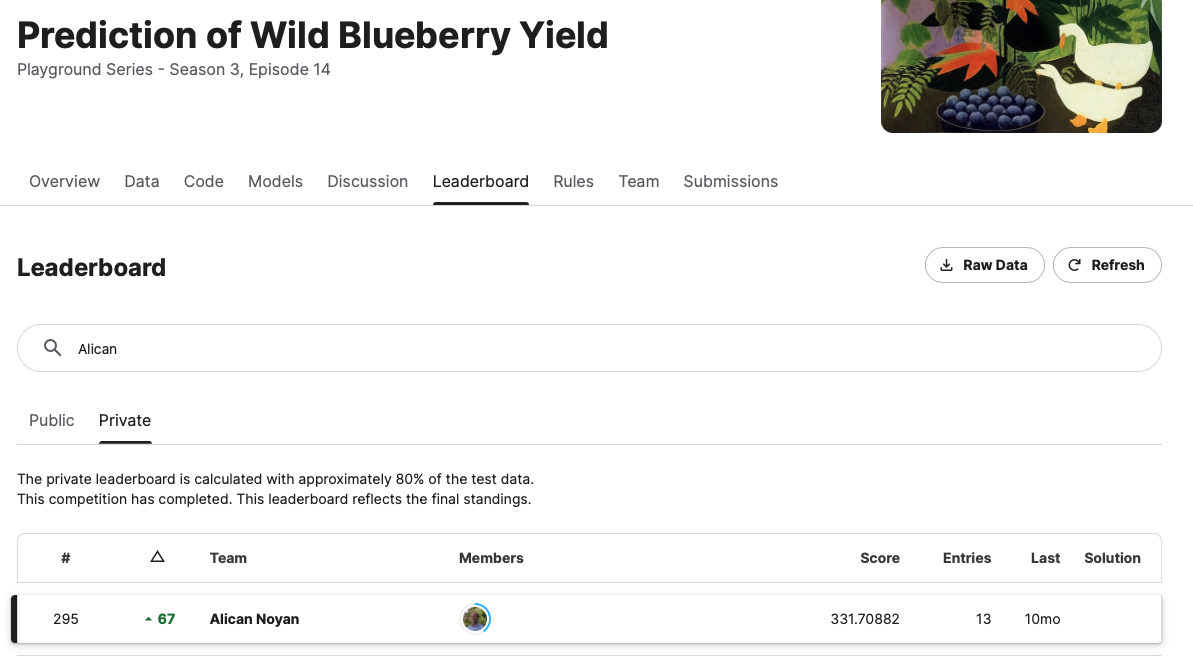 Prediction of Wild Blueberry Yield
Playground Series - Season 3, Episode 14
Overview Data Code Models Discussion Leaderboard Rules Team Submissions
Leaderboard
Raw Data Refresh
Alican
Public Private
The private leaderboard is calculated with approximately 80% of the test data.
This competition has completed. This leaderboard reflects the final standings.
# △ Team Members Score Entries Last Solution
295 67 Alican Noyan 331.70882 13 10mo